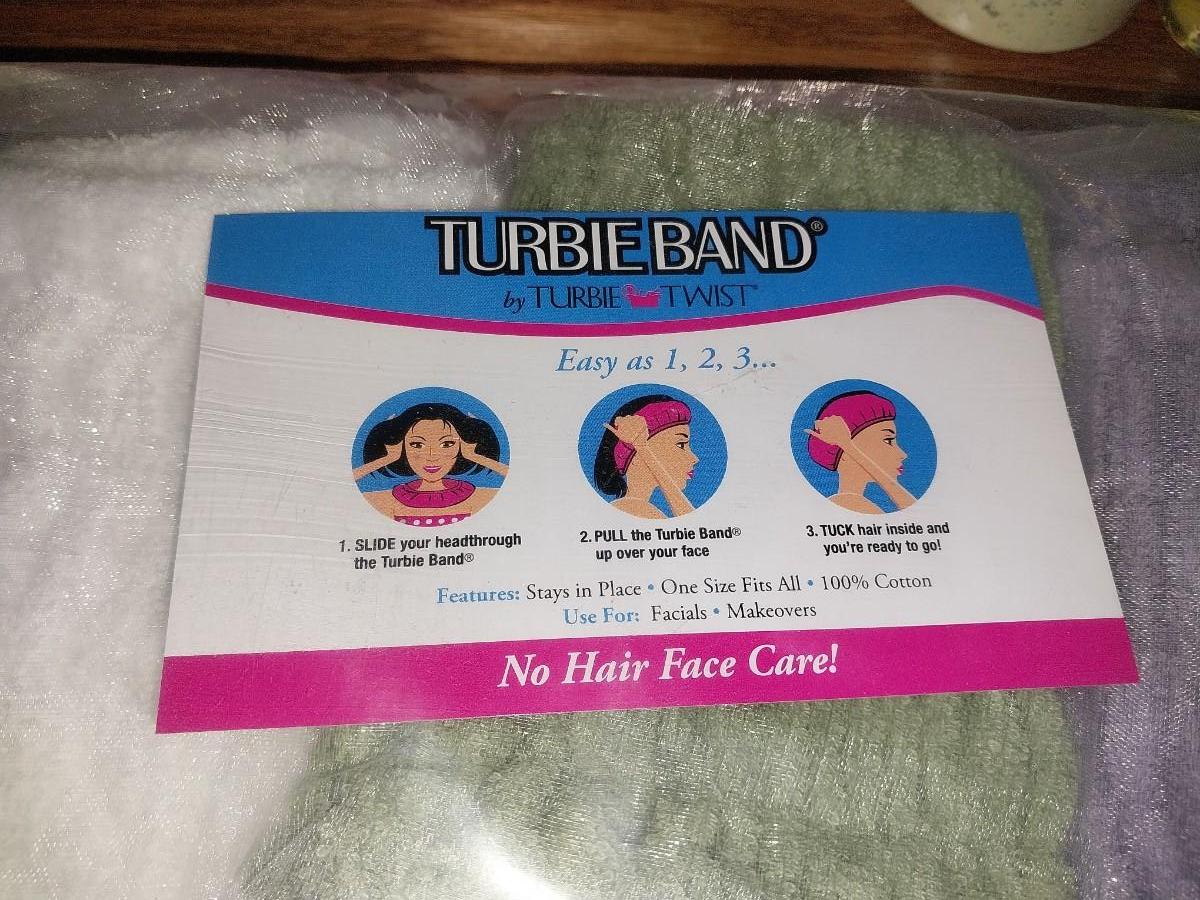 TURBIE BAND®
by TURBIE TWIST®
Easy as 1, 2, 3...
1. SLIDE your headthrough
the Turbie Band®
2. PULL the Turbie Band®
up over your face
3. TUCK hair inside and
you're ready to go!
Features: Stays in Place • One Size Fits All • 100% Cotton
Use For: Facials • Makeovers
No Hair Face Care!